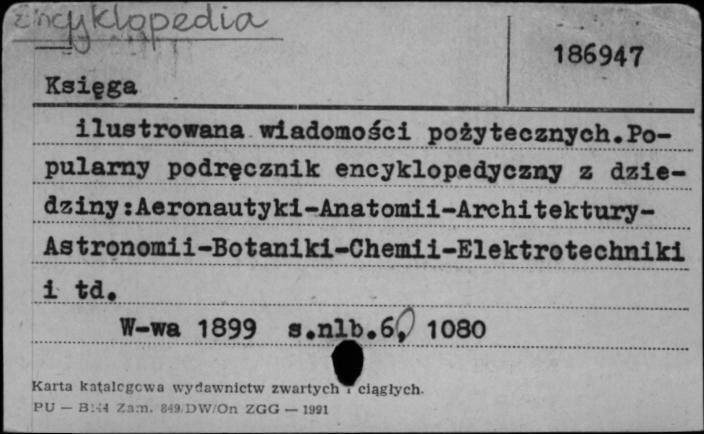 encyklopedia
186947
Księga
ilustrowana wiadomości pożytecznych.Po-
pularny podręcznik encyklopedyczny z dzie-
dziny:Aeronautyki-Anatomii-Architektury-
Astronomii-Botaniki-Chemii-Elektrotechniki
i td.
W-wa 1899 s.nlb.6, 1080
Karta katalogowa wydawnictw zwartych i ciągłych.
PU — Zam. 849/DW/On ZGG — 1991